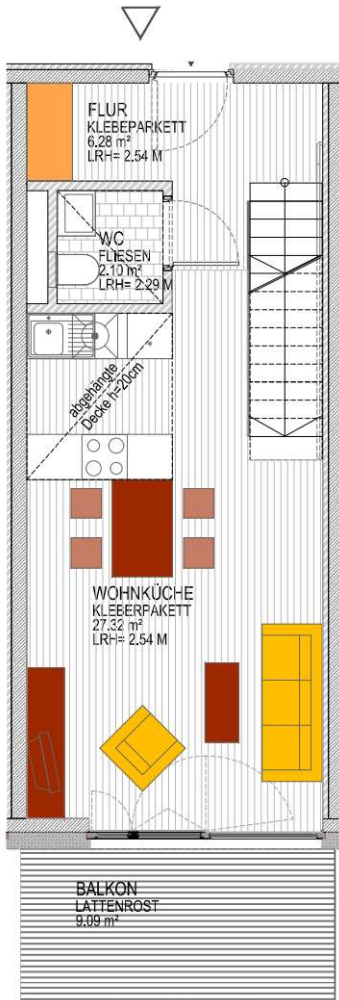 FLUR
KLEBEPARKETT
6.28 m²
LRH= 2.54 M
WC
FLIESEN
2.10 m²
LRH= 2.29 M
abgehängte
Decke h=20cm
WOHNKÜCHE
KLEBERPAKETT
27.32 m²
LRH= 2.54 M
BALKON
LATTENROST
9.09 m²